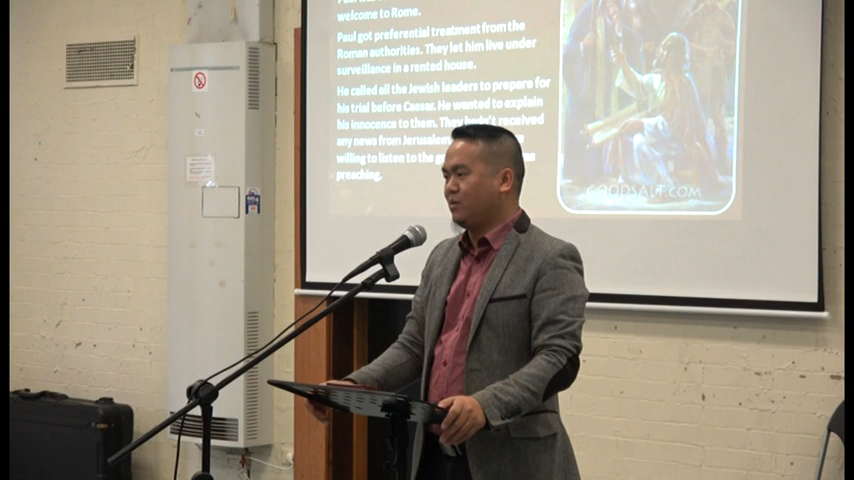 welcome to Rome.
Paul got preferential treatment from the
Roman authorities. They let him live under
surveillance in a rented house.
He called all the Jewish leaders to prepare for
his trial before Caesar. He wanted to explain
his innocence to them. They hadn't received
any news from Jerusalem
willing to listen to the
preaching.
GOODSALT.COM